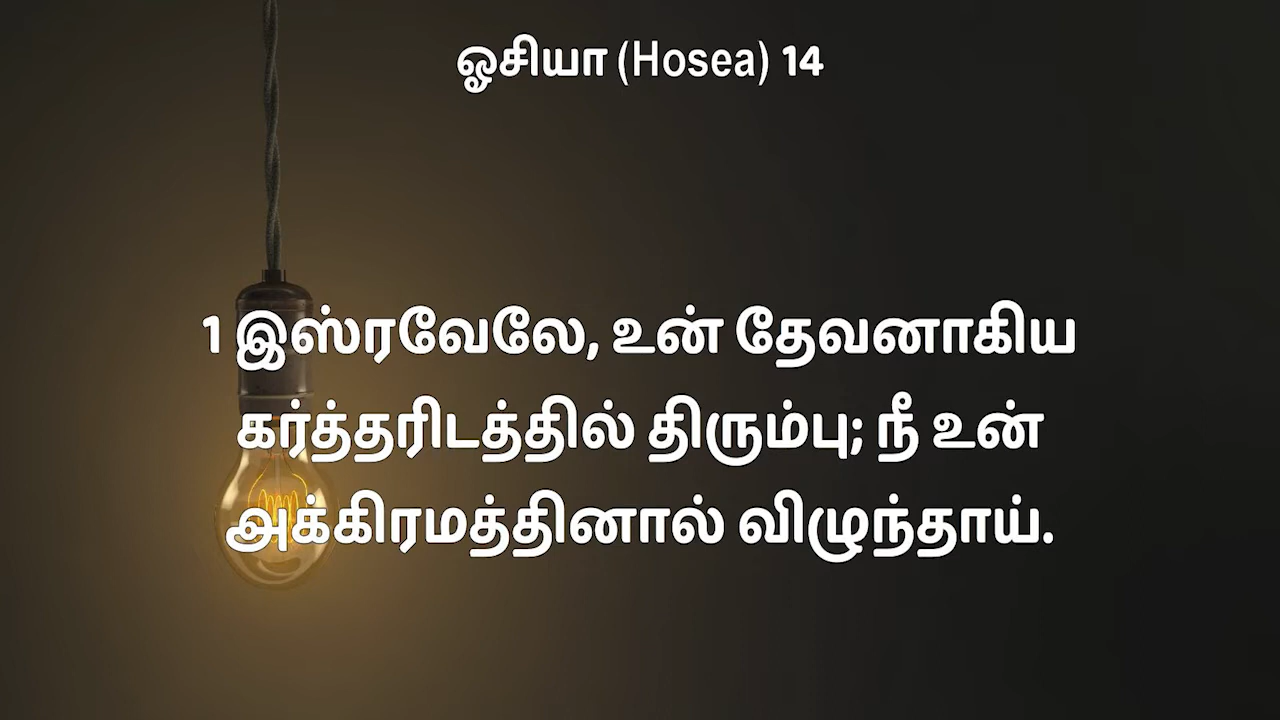 ஓசியா (Hosea) 14
1 இஸ்ரவேலே, உன் தேவனாகிய
கர்த்தரிடத்தில் திரும்பு; நீ உன்
அக்கிரமத்தினால் விழுந்தாய்.